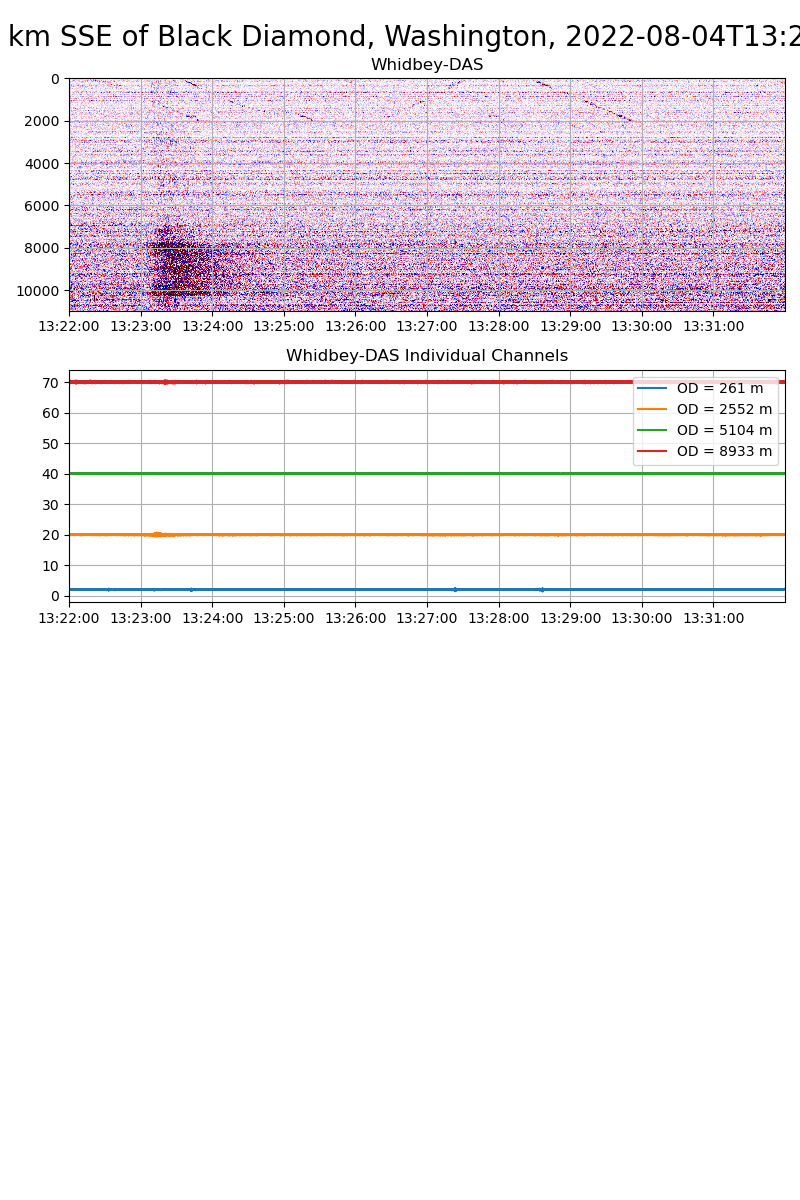 km SSE of Black Diamond, Washington, 2022-08-04T13:2
Whidbey-DAS
0
2000
4000
6000
8000
10000
13:22:00 13:23:00 13:24:00 13:25:00 13:26:00 13:27:00 13:28:00 13:29:00 13:30:00 13:31:00
Whidbey-DAS Individual Channels
70
60
50
40
30
20
10
0
OD = 261 m
OD = 2552 m
OD = 5104 m
OD = 8933 m
13:22:00 13:23:00 13:24:00 13:25:00 13:26:00 13:27:00 13:28:00 13:29:00 13:30:00 13:31:00